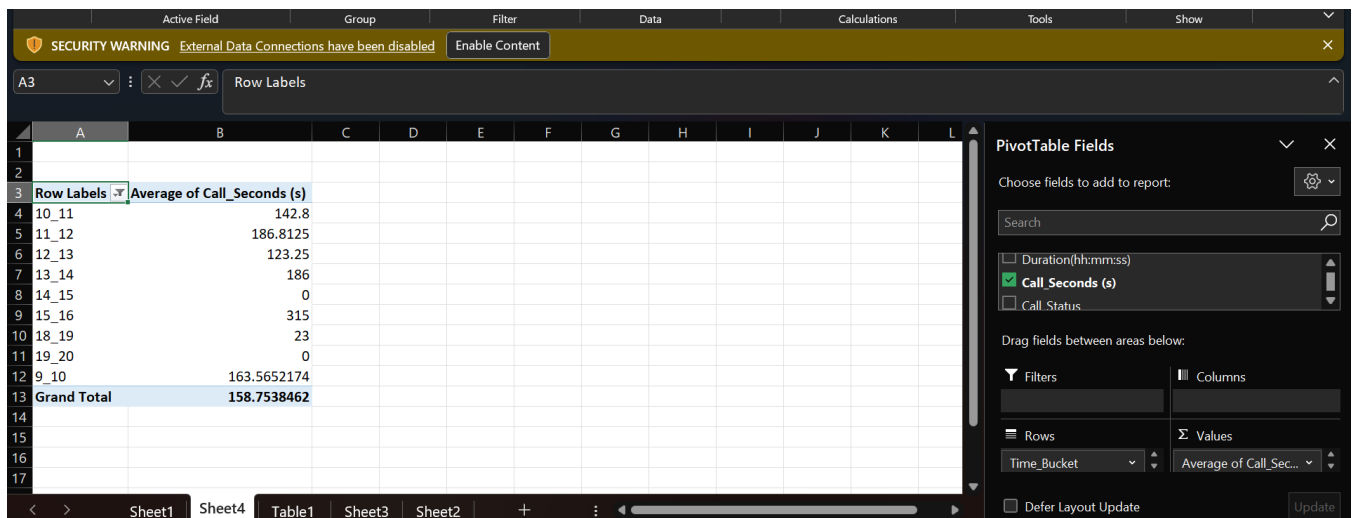 Active Field Group Filter Data Calculations Tools Show
SECURITY WARNING External Data Connections have been disabled Enable Content
A3 fx Row Labels
A B C D E F G H I J K L
PivotTable Fields
1
Choose fields to add to report:
2
3 Row Labels Average of Call_Seconds (s)
4 10_11 142.8
Search
5 11_12 186.8125
6 12_13 123.25
Duration(hh:mm:ss)
7 13_14 186
Call_Seconds (s)
8 14_15 0
Call_Status
9 15_16 315
10 18_19 23
Drag fields between areas below:
11 19_20 0
12 9_10 163.5652174
Filters Columns
13 Grand Total 158.7538462
14
15
Rows Σ Values
16
Time_Bucket Average of Call_Sec...
17
Sheet1 Sheet4 Table1 Sheet3 Sheet2
Defer Layout Update Update